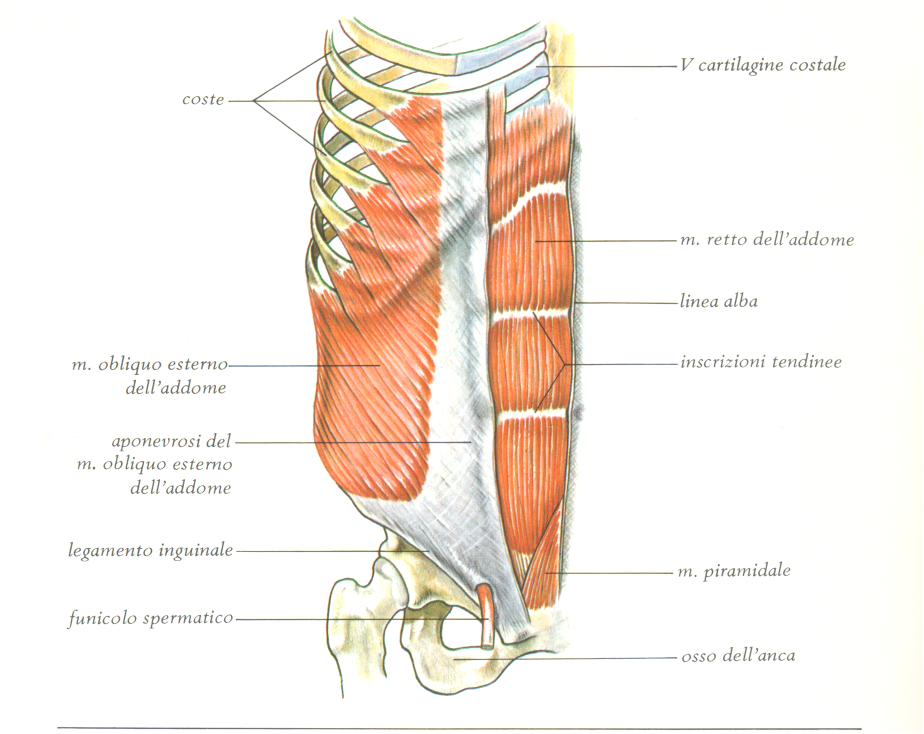 V cartilagine costale
coste
m. retto dell'addome
linea alba
m. obliquo esterno
dell'addome
inscrizioni tendinee
aponevrosi del
m. obliquo esterno
dell'addome
legamento inguinale
m. piramidale
funicolo spermatico
osso dell'anca